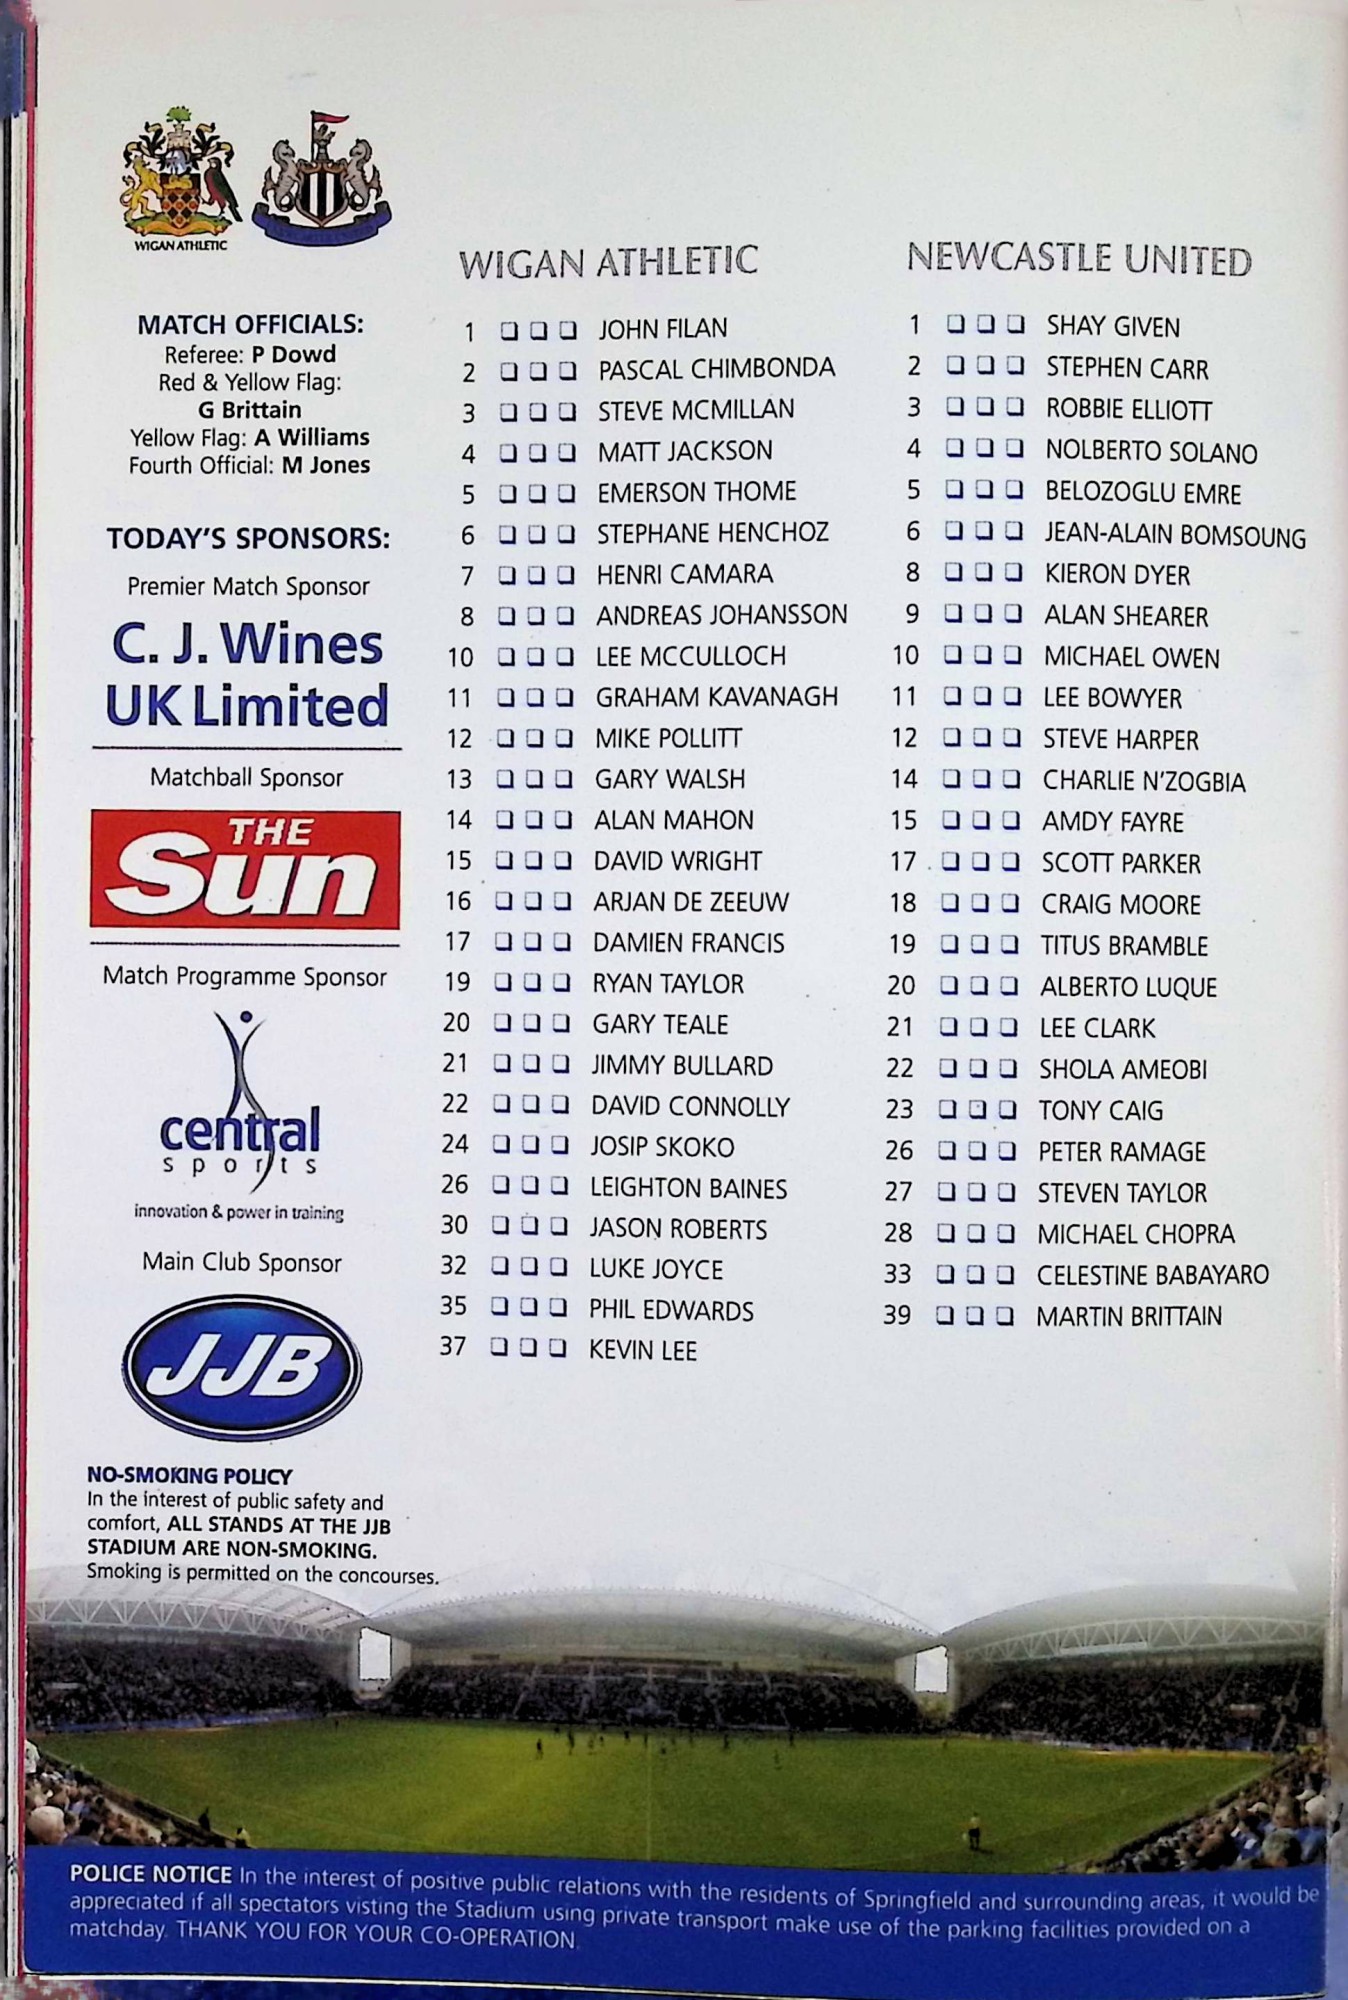 WIGAN ATHLETIC
MATCH OFFICIALS:
Referee: P Dowd
Red & Yellow Flag:
G Brittain
Yellow Flag: A Williams
Fourth Official: M Jones
TODAY'S SPONSORS:
Premier Match Sponsor
C. J. Wines
UK Limited
Matchball Sponsor
THE
Sun
Match Programme Sponsor
central
sports
innovation & power in training
Main Club Sponsor
JJB
NO-SMOKING POLICY
In the interest of public safety and
comfort, ALL STANDS AT THE JJB
STADIUM ARE NON-SMOKING.
Smoking is permitted on the concourses.
WIGAN ATHLETIC
1 ❏ ❏ ❏ JOHN FILAN
2 ❏ ❏ ❏ PASCAL CHIMBONDA
3 ❏ ❏ ❏ STEVE MCMILLAN
4 ❏ ❏ ❏ MATT JACKSON
5 ❏ ❏ ❏ EMERSON THOME
6 ❏ ❏ ❏ STEPHANE HENCHOZ
7 ❏ ❏ ❏ HENRI CAMARA
8 ❏ ❏ ❏ ANDREAS JOHANSSON
10 ❏ ❏ ❏ LEE MCCULLOCH
11 ❏ ❏ ❏ GRAHAM KAVANAGH
12 ❏ ❏ ❏ MIKE POLLITT
13 ❏ ❏ ❏ GARY WALSH
14 ❏ ❏ ❏ ALAN MAHON
15 ❏ ❏ ❏ DAVID WRIGHT
16 ❏ ❏ ❏ ARJAN DE ZEEUW
17 ❏ ❏ ❏ DAMIEN FRANCIS
19 ❏ ❏ ❏ RYAN TAYLOR
20 ❏ ❏ ❏ GARY TEALE
21 ❏ ❏ ❏ JIMMY BULLARD
22 ❏ ❏ ❏ DAVID CONNOLLY
24 ❏ ❏ ❏ JOSIP SKOKO
26 ❏ ❏ ❏ LEIGHTON BAINES
30 ❏ ❏ ❏ JASON ROBERTS
32 ❏ ❏ ❏ LUKE JOYCE
35 ❏ ❏ ❏ PHIL EDWARDS
37 ❏ ❏ ❏ KEVIN LEE
NEWCASTLE UNITED
1 ❏ ❏ ❏ SHAY GIVEN
2 ❏ ❏ ❏ STEPHEN CARR
3 ❏ ❏ ❏ ROBBIE ELLIOTT
4 ❏ ❏ ❏ NOLBERTO SOLANO
5 ❏ ❏ ❏ BELOZOGLU EMRE
6 ❏ ❏ ❏ JEAN-ALAIN BOMSOUNG
8 ❏ ❏ ❏ KIERON DYER
9 ❏ ❏ ❏ ALAN SHEARER
10 ❏ ❏ ❏ MICHAEL OWEN
11 ❏ ❏ ❏ LEE BOWYER
12 ❏ ❏ ❏ STEVE HARPER
14 ❏ ❏ ❏ CHARLIE N'ZOGBIA
15 ❏ ❏ ❏ AMDY FAYRE
17 ❏ ❏ ❏ SCOTT PARKER
18 ❏ ❏ ❏ CRAIG MOORE
19 ❏ ❏ ❏ TITUS BRAMBLE
20 ❏ ❏ ❏ ALBERTO LUQUE
21 ❏ ❏ ❏ LEE CLARK
22 ❏ ❏ ❏ SHOLA AMEOBI
23 ❏ ❏ ❏ TONY CAIG
26 ❏ ❏ ❏ PETER RAMAGE
27 ❏ ❏ ❏ STEVEN TAYLOR
28 ❏ ❏ ❏ MICHAEL CHOPRA
33 ❏ ❏ ❏ CELESTINE BABAYARO
39 ❏ ❏ ❏ MARTIN BRITTAIN
POLICE NOTICE In the interest of positive public relations with the residents of Springfield and surrounding areas, it would be
appreciated if all spectators visting the Stadium using private transport make use of the parking facilities provided on a
matchday. THANK YOU FOR YOUR CO-OPERATION.